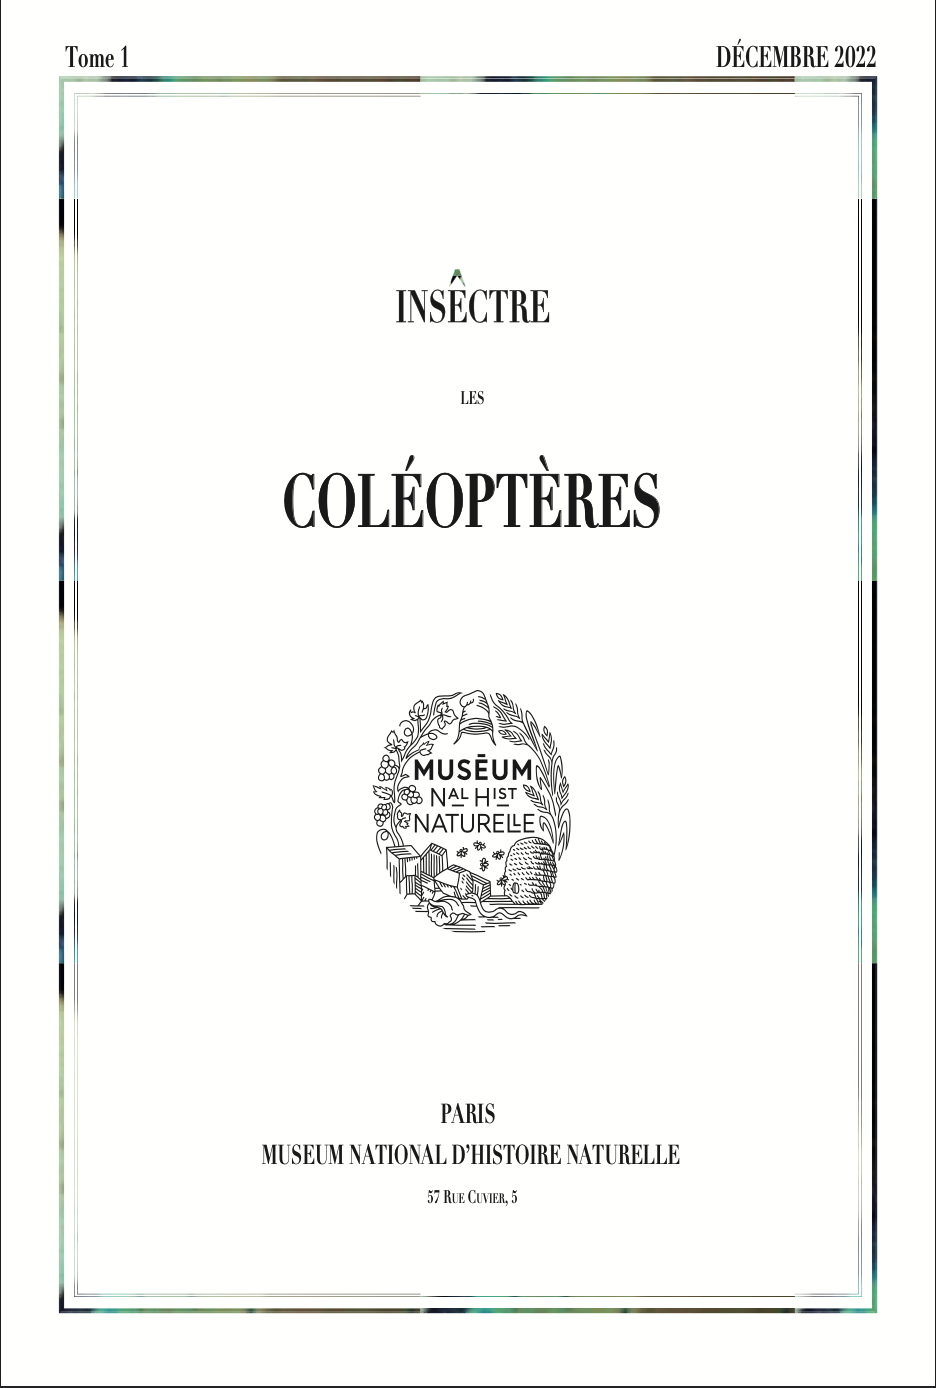 Tome 1
DÉCEMBRE 2022
INSÊCTRE
LES
COLÉOPTÈRES
MUSĒUM
NAL HIST
NATURELLE
PARIS
MUSEUM NATIONAL D'HISTOIRE NATURELLE
57 RUE CUVIER, 5